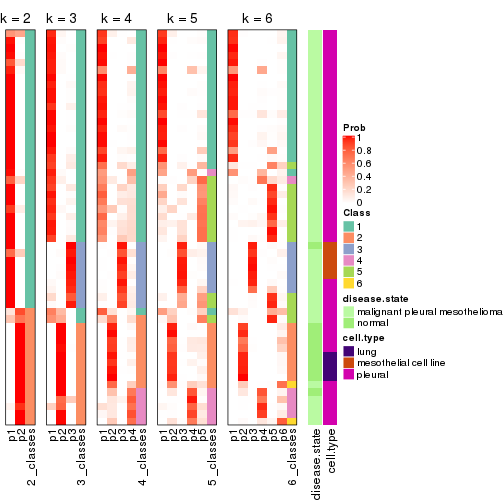 k = 2 k = 3 k = 4 k = 5 k = 6
Prob
1
0.8
0.6
0.4
0.2
0
Class
1
2
3
4
5
6
disease.state
malignant pleural mesothelioma
normal
cell.type
lung
mesothelial cell line
pleural
p1
p2
2_classes
p1
p2
p3
3_classes
p1
p2
p3
p4
4_classes
p1
p2
p3
p4
p5
5_classes
p1
p2
p3
p4
p5
p6
6_classes
disease.state
cell.type